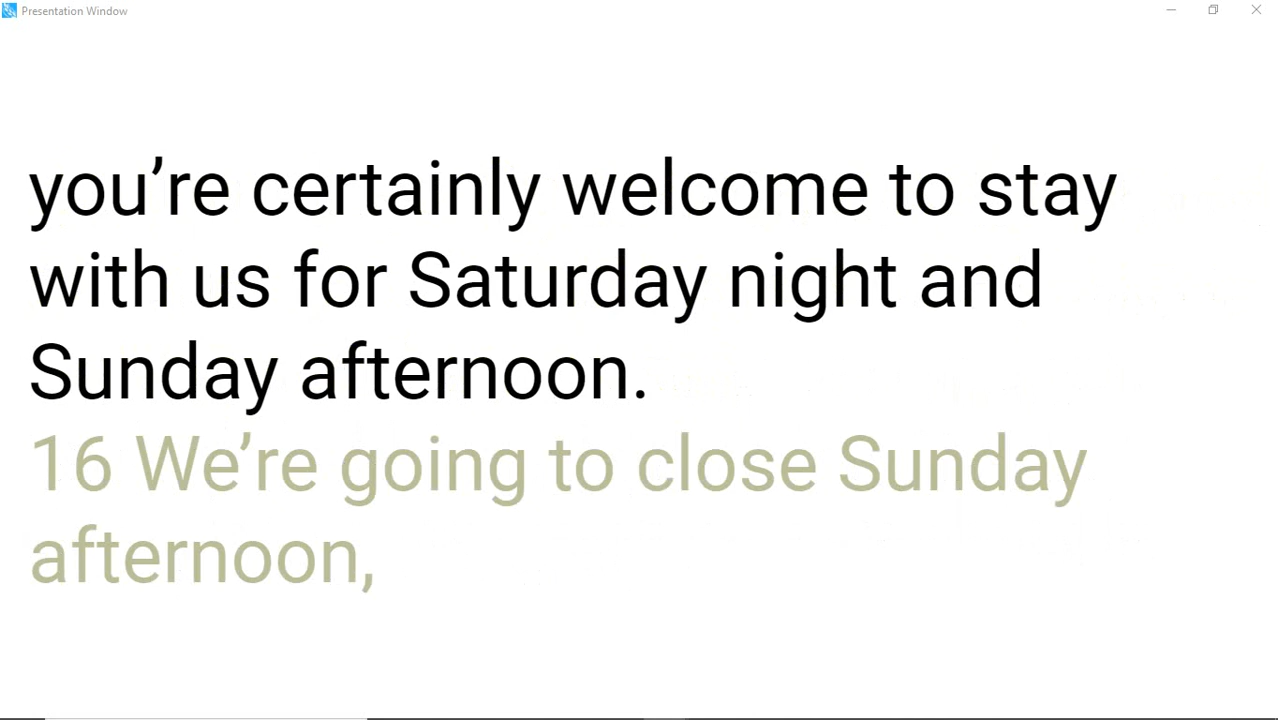 Presentation Window
you’re certainly welcome to stay
with us for Saturday night and
Sunday afternoon.
16 We’re going to close Sunday
afternoon,